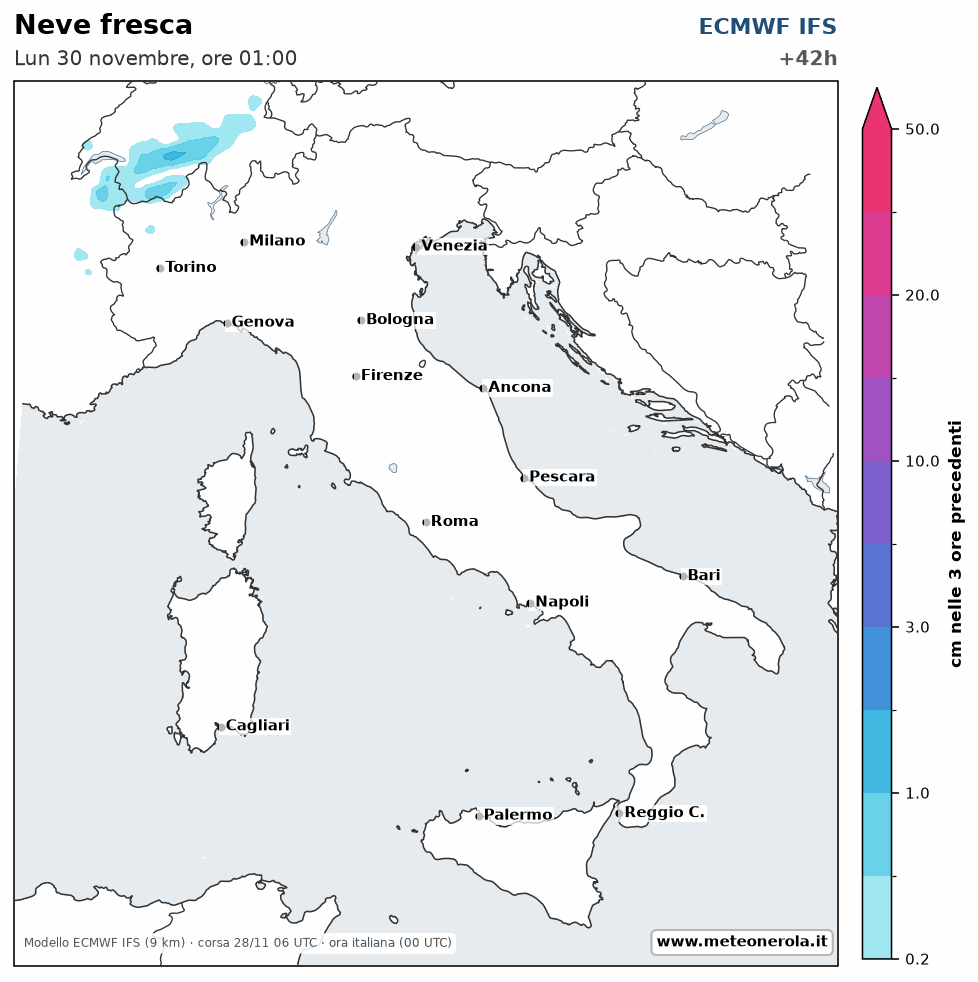 Neve fresca
ECMWF IFS
Lun 30 novembre, ore 01:00
+42h
50.0
20.0
10.0
3.0
1.0
0.2
cm nelle 3 ore precedenti
Milano
Venezia
Torino
Genova
Bologna
Firenze
Ancona
Pescara
Roma
Bari
Napoli
Cagliari
Palermo
Reggio C.
Modello ECMWF IFS (9 km) · corsa 28/11 06 UTC · ora italiana (00 UTC)
www.meteonerola.it